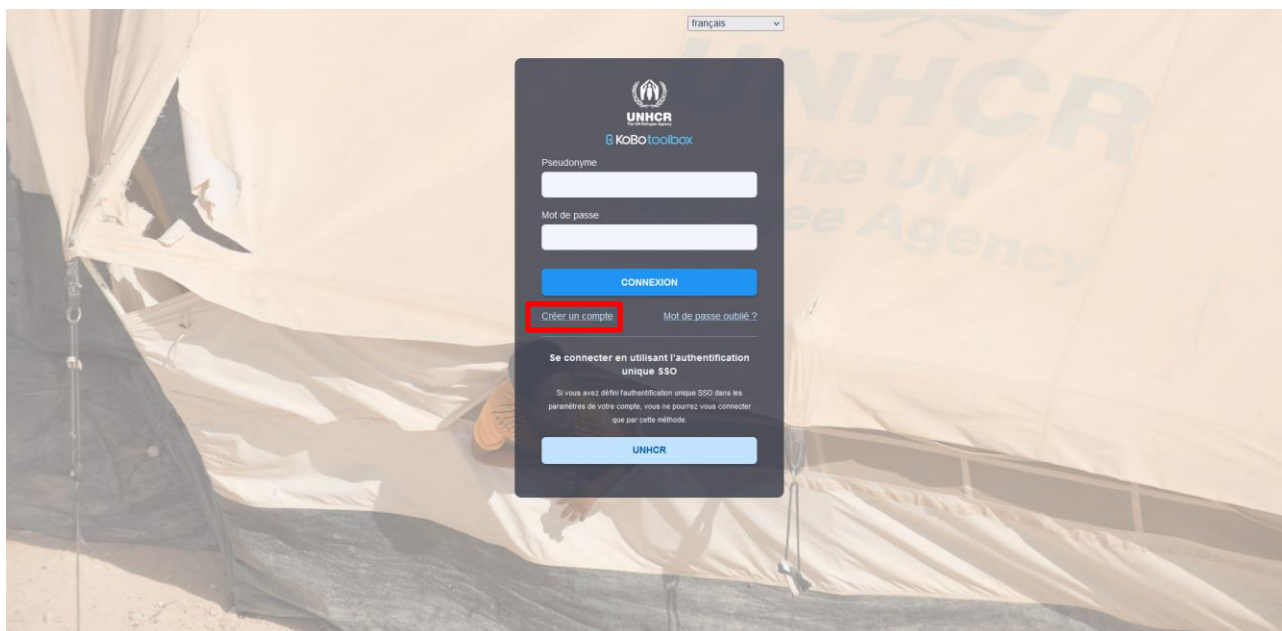 français
UNHCR
The UN
Refugee Agency
UNHCR
The UN Refugee Agency
KoBotoolbox
Pseudonyme
Mot de passe
CONNEXION
Créer un compte
Mot de passe oublié ?
Se connecter en utilisant l'authentification
unique SSO
Si vous avez défini l'authentification unique SSO dans les
paramètres de votre compte, vous ne pourrez vous connecter
que par cette méthode.
UNHCR